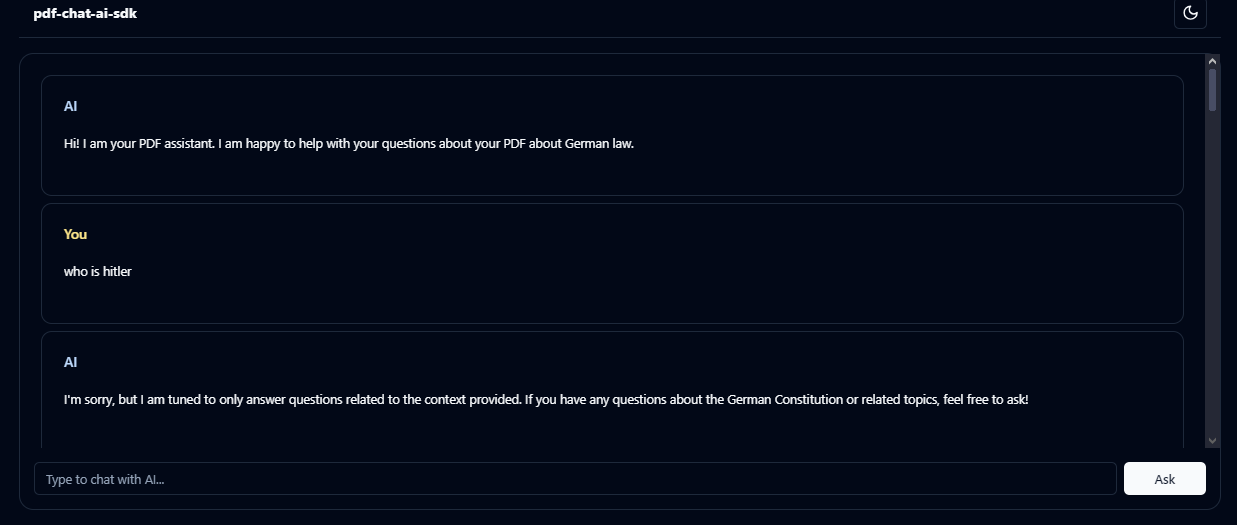 pdf-chat-ai-sdk
AI
Hi! I am your PDF assistant. I am happy to help with your questions about your PDF about German law.
You
who is hitler
AI
I'm sorry, but I am tuned to only answer questions related to the context provided. If you have any questions about the German Constitution or related topics, feel free to ask!
Type to chat with AI...
Ask